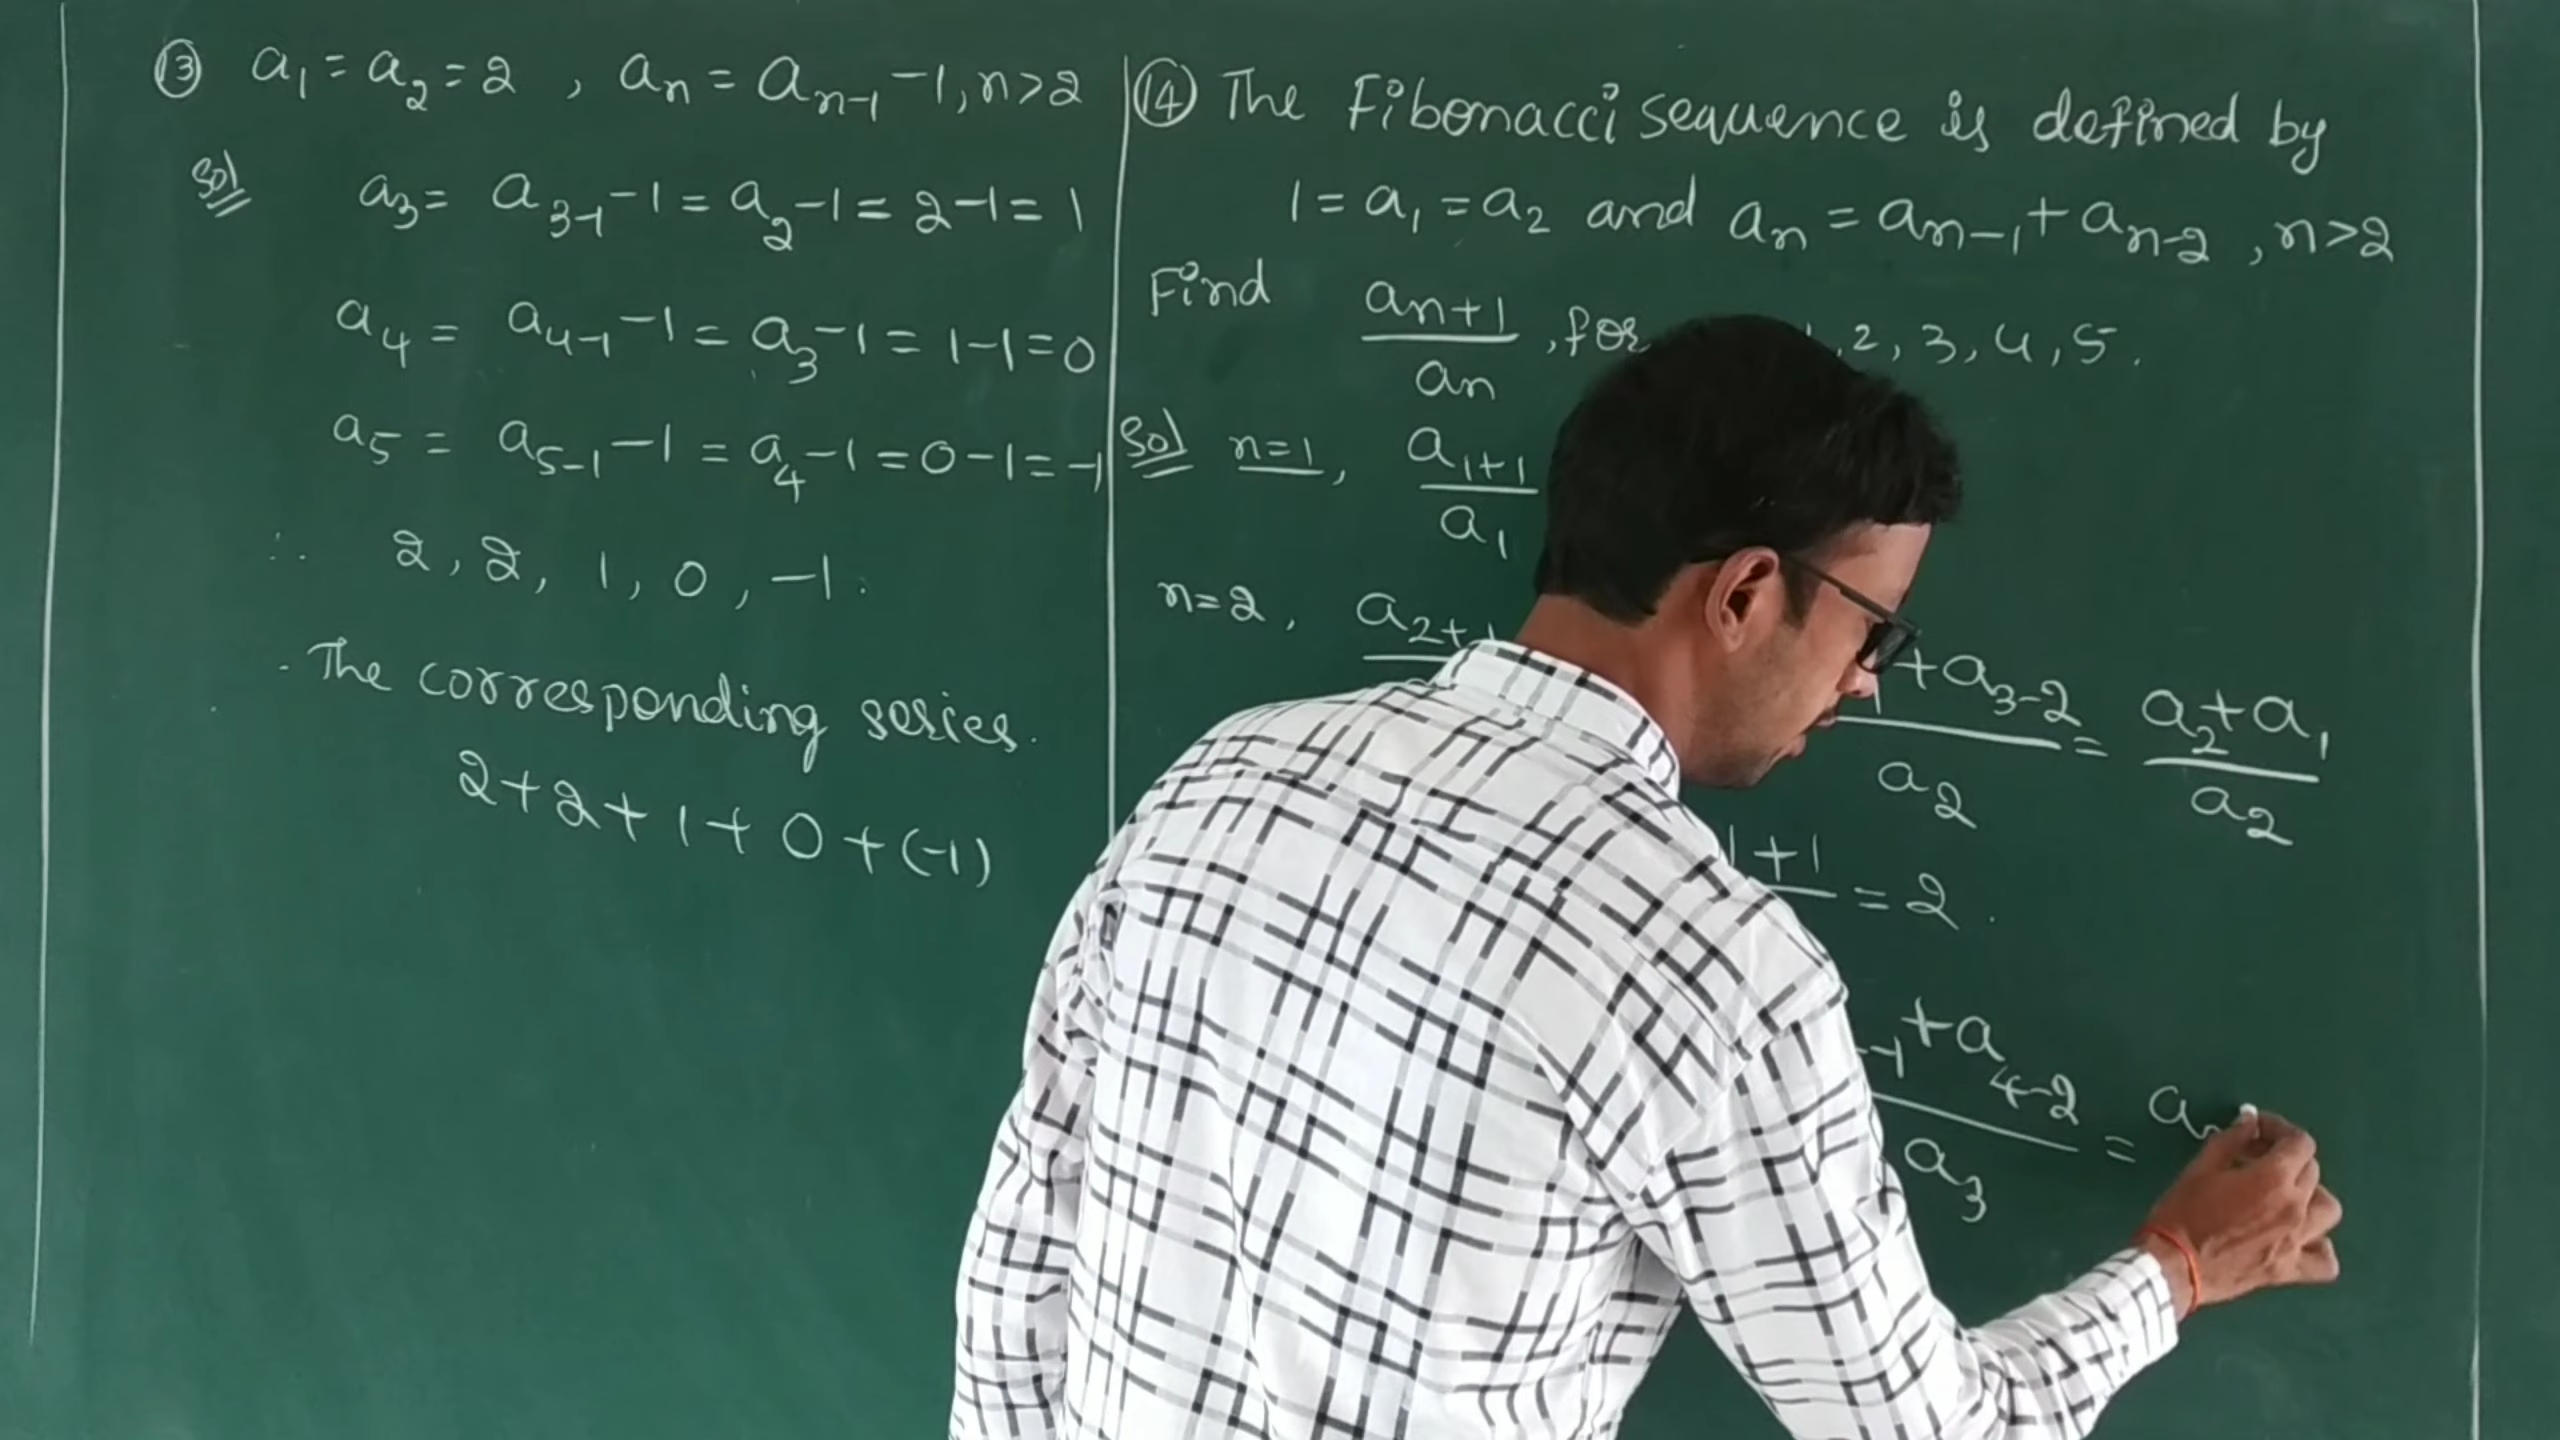 ⑬ a₁ = a₂ = 2 , aₙ = aₙ₋₁ - 1, n > 2
Sol
a₃ = a₃₋₁ - 1 = a₂ - 1 = 2 - 1 = 1
a₄ = a₄₋₁ - 1 = a₃ - 1 = 1 - 1 = 0
a₅ = a₅₋₁ - 1 = a₄ - 1 = 0 - 1 = -1
∴ 2 , 2 , 1 , 0 , -1 .
The corresponding series.
2 + 2 + 1 + 0 + (-1)
⑭ The Fibonacci sequence is defined by
1 = a₁ = a₂ and aₙ = aₙ₋₁ + aₙ₋₂ , n > 2
Find aₙ₊₁ / aₙ , for , 2 , 3 , 4 , 5 .
Sol n = 1 , a₁₊₁ / a₁
n = 2 , a₂₊
+ a₃₋₂ / a₂ = a₂ + a₁ / a₂
1 + 1 = 2 .
-1 + a₄₋₂ / a₃ = a